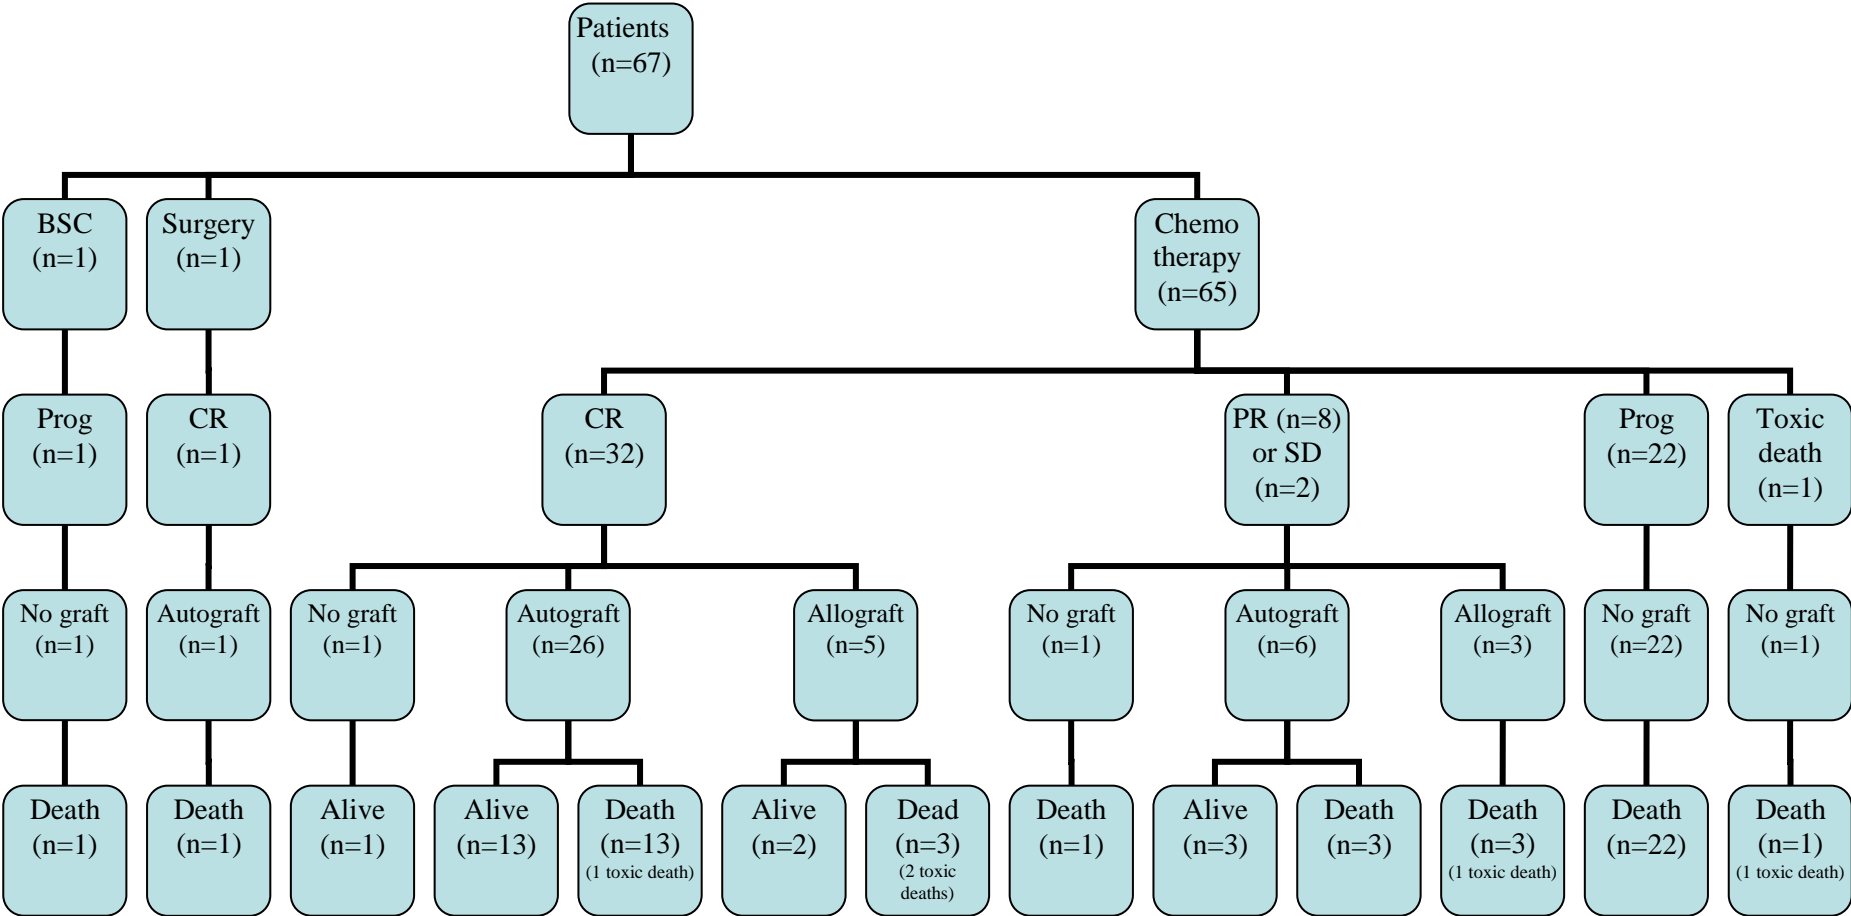 Patients
(n=67)
BSC
(n=1)
Surgery
(n=1)
Chemo
therapy
(n=65)
Prog
(n=1)
CR
(n=1)
CR
(n=32)
PR (n=8)
or SD
(n=2)
Prog
(n=22)
Toxic
death
(n=1)
No graft
(n=1)
Autograft
(n=1)
No graft
(n=1)
Autograft
(n=26)
Allograft
(n=5)
No graft
(n=1)
Autograft
(n=6)
Allograft
(n=3)
No graft
(n=22)
No graft
(n=1)
Death
(n=1)
Death
(n=1)
Alive
(n=1)
Alive
(n=13)
Death
(n=13)
(1 toxic death)
Alive
(n=2)
Dead
(n=3)
(2 toxic
deaths)
Death
(n=1)
Alive
(n=3)
Death
(n=3)
Death
(n=3)
(1 toxic death)
Death
(n=22)
Death
(n=1)
(1 toxic death)